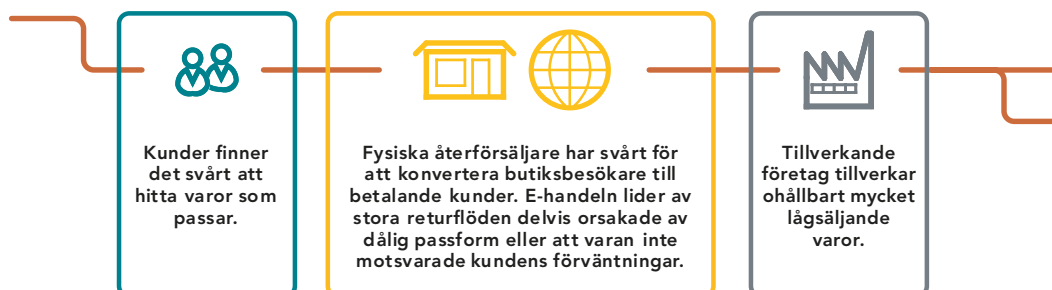 Kunder finner
det svårt att
hitta varor som
passar.
Fysiska återförsäljare har svårt för
att konvertera butiksbesökare till
betalande kunder. E-handeln lider av
stora returflöden delvis orsakade av
dålig passform eller att varan inte
motsvarade kundens förväntningar.
Tillverkande
företag tillverkar
ohållbart mycket
lågsäljande
varor.